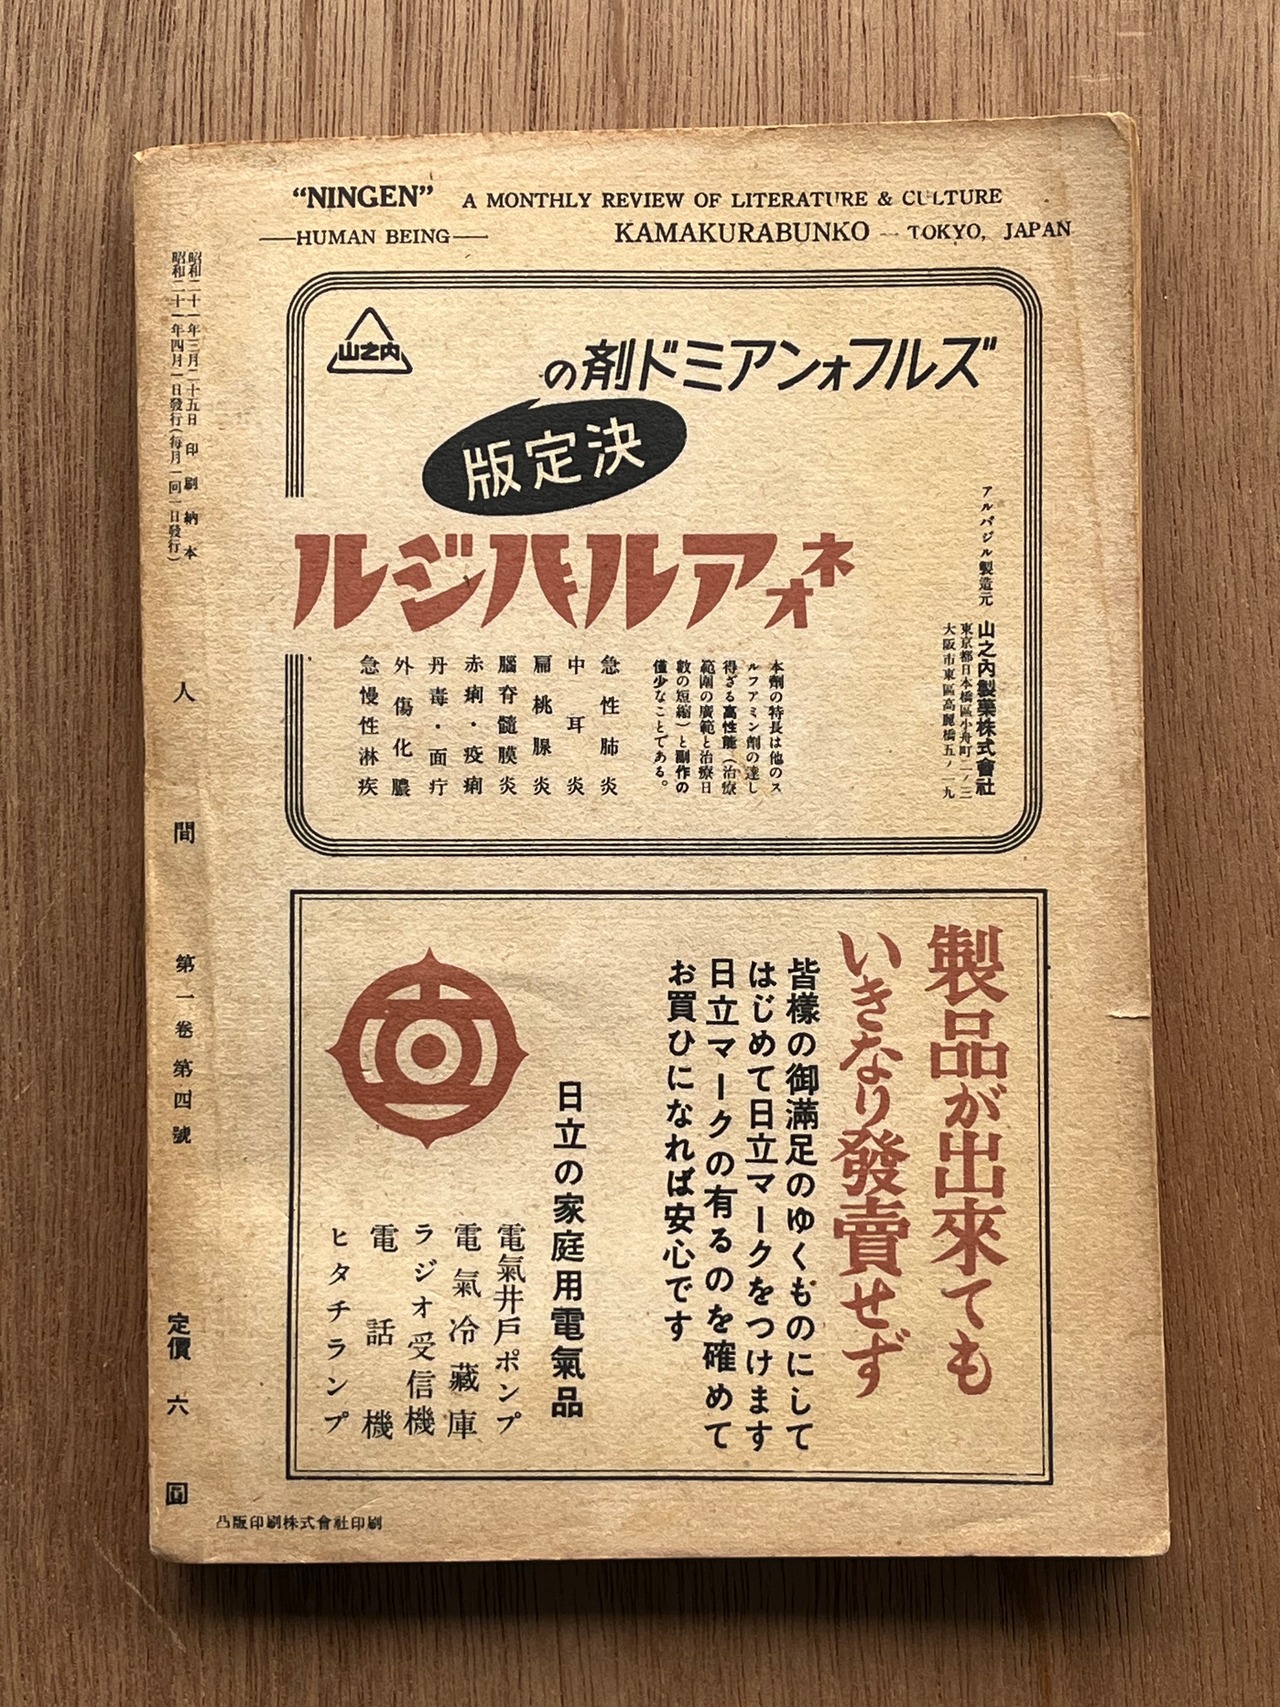 “NINGEN” A MONTHLY REVIEW OF LITERATURE & CULTURE
—HUMAN BEING— KAMAKURABUNKO — TOKYO, JAPAN
昭和二十一年三月二十五日 印刷納本
昭和二十一年四月一日發行(毎月一回一日發行)
人間
第一卷 第四號
定價 六圓
山之内
ズルフォンアミド剤の
決定版
ネオアルバジル
アルバジル製造元
山之内製藥株式會社
東京都日本橋區小舟町二ノ三
大阪市東區高麗橋五ノ九
本劑の特長は他のス
ルフアミン劑の達し
得ざる高性能(治療
範圍の廣範と治療日
數の短縮)と副作の
僅少なことである。
急性肺炎
中耳炎
扁桃腺炎
腦脊髓膜炎
赤痢・疫痢
丹毒・面疔
外傷化膿
急慢性淋疾
製品が出來ても
いきなり發賣せず
皆樣の御滿足のゆくものにして
はじめて日立マークをつけます
日立マークの有るのを確めて
お買ひになれば安心です
日立の家庭用電氣品
電氣井戸ポンプ
電氣冷藏庫
ラジオ受信機
電話機
ヒタチランプ
凸版印刷株式會社印刷